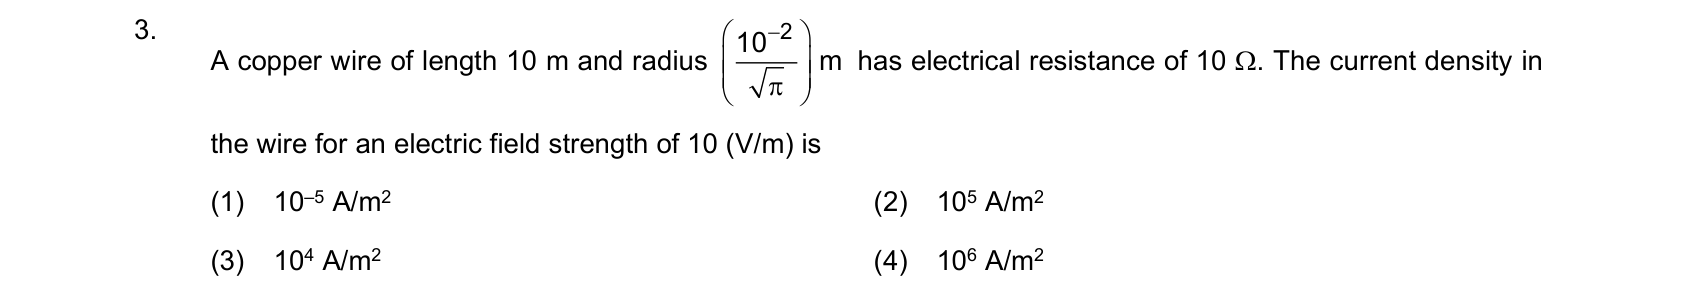 3.
A copper wire of length 10 m and radius (10⁻²/√π) m has electrical resistance of 10 Ω. The current density in
the wire for an electric field strength of 10 (V/m) is
(1) 10⁻⁵ A/m² (2) 10⁵ A/m²
(3) 10⁴ A/m² (4) 10⁶ A/m²